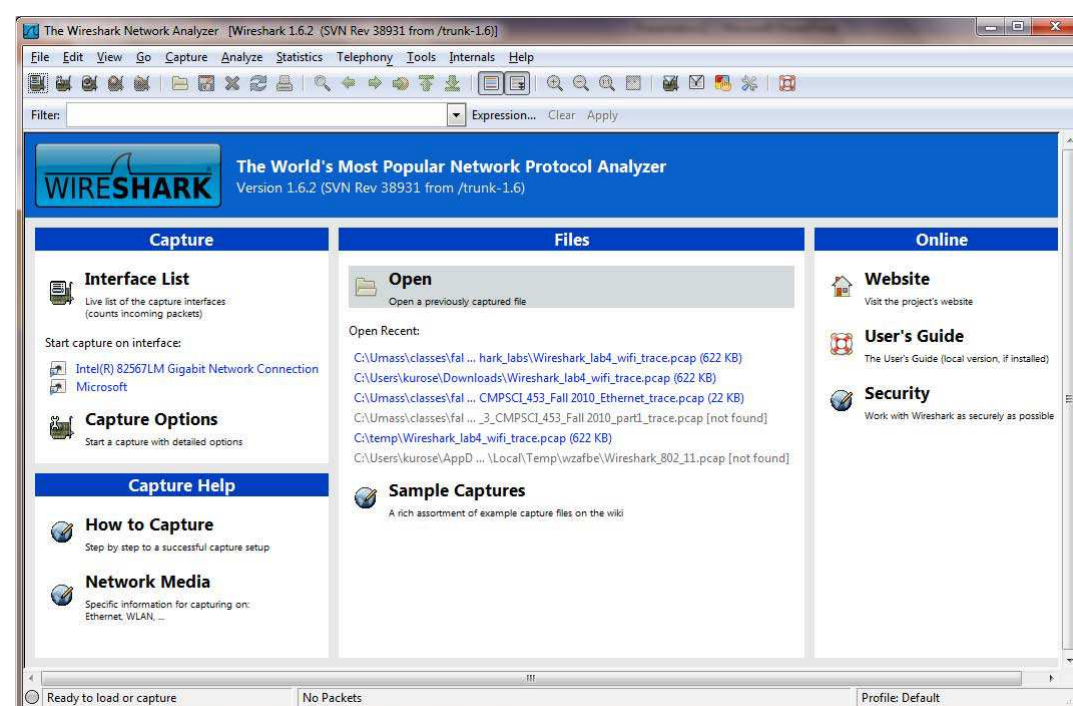 The Wireshark Network Analyzer [Wireshark 1.6.2 (SVN Rev 38931 from /trunk-1.6)]
File Edit View Go Capture Analyze Statistics Telephony Tools Internals Help
Filter: Expression... Clear Apply
WIRESHARK
The World's Most Popular Network Protocol Analyzer
Version 1.6.2 (SVN Rev 38931 from /trunk-1.6)
Capture
Interface List
Live list of the capture interfaces
(counts incoming packets)
Start capture on interface:
Intel(R) 82567LM Gigabit Network Connection
Microsoft
Capture Options
Start a capture with detailed options
Capture Help
How to Capture
Step by step to a successful capture setup
Network Media
Specific information for capturing on:
Ethernet, WLAN, ...
Files
Open
Open a previously captured file
Open Recent:
C:\Umass\classes\fal ... hark_labs\Wireshark_lab4_wifi_trace.pcap (622 KB)
C:\Users\kurose\Downloads\Wireshark_lab4_wifi_trace.pcap (622 KB)
C:\Umass\classes\fal ... CMPSCI_453_Fall 2010_Ethernet_trace.pcap (22 KB)
C:\Umass\classes\fal ... _3_CMPSCI_453_Fall 2010_part1_trace.pcap [not found]
C:\temp\Wireshark_lab4_wifi_trace.pcap (622 KB)
C:\Users\kurose\AppD ... \Local\Temp\wzafbe\Wireshark_802_11.pcap [not found]
Sample Captures
A rich assortment of example capture files on the wiki
Online
Website
Visit the project's website
User's Guide
The User's Guide (local version, if installed)
Security
Work with Wireshark as securely as possible
Ready to load or capture
No Packets
Profile: Default